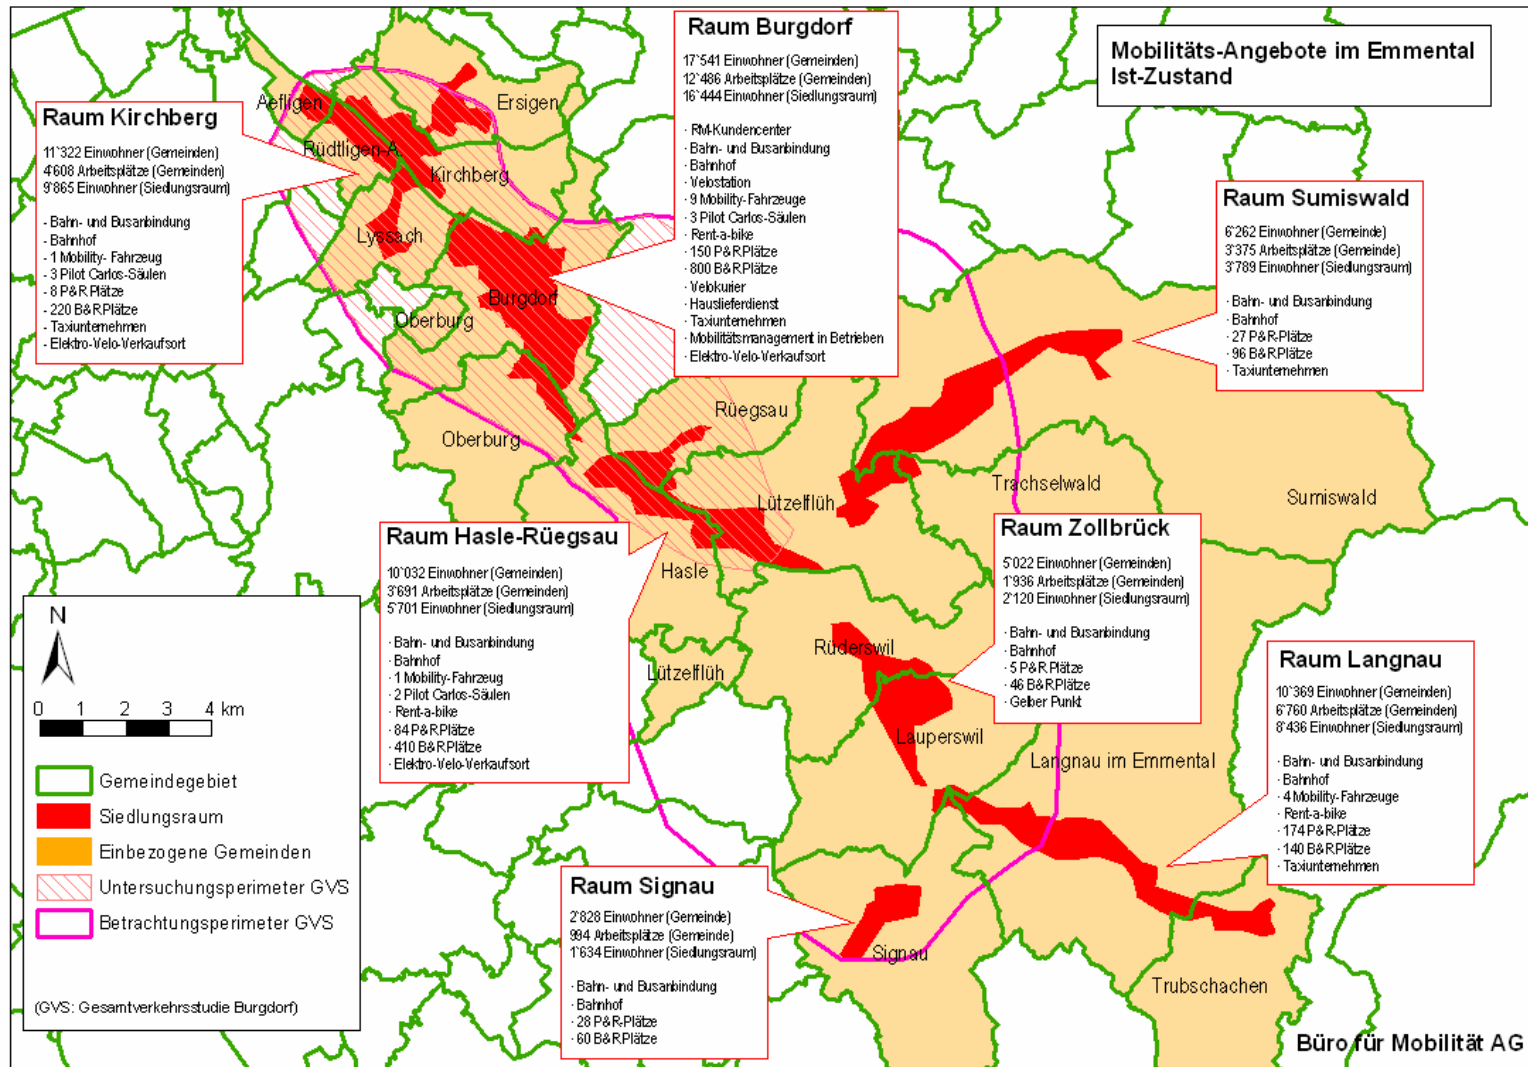 Mobilitäts-Angebote im Emmental
Ist-Zustand
Raum Burgdorf
17`541 Einwohner (Gemeinden)
12`486 Arbeitsplätze (Gemeinden)
16`444 Einwohner (Siedlungsraum)
· RM-Kundencenter
· Bahn- und Busanbindung
· Bahnhof
· Velostation
· 9 Mobility-Fahrzeuge
· 3 Pilot Carlos-Säulen
· Rent-a-bike
· 150 P&R Plätze
· 800 B&R Plätze
· Velokurier
· Hauslieferdienst
· Taxiunternehmen
· Mobilitätsmanagement in Betrieben
· Elektro-Velo-Verkaufsort
Raum Kirchberg
11`322 Einwohner (Gemeinden)
4`608 Arbeitsplätze (Gemeinden)
9`865 Einwohner (Siedlungsraum)
- Bahn- und Busanbindung
- Bahnhof
- 1 Mobility- Fahrzeug
- 3 Pilot Carlos-Säulen
- 8 P&R Plätze
- 220 B&R Plätze
- Taxiunternehmen
- Elektro-Velo-Verkaufsort
Raum Sumiswald
6`262 Einwohner (Gemeinde)
3`375 Arbeitsplätze (Gemeinde)
3`789 Einwohner (Siedlungsraum)
· Bahn- und Busanbindung
· Bahnhof
· 27 P&R Plätze
· 96 B&R Plätze
· Taxiunternehmen
Aefligen
Ersigen
Rüdtligen-A.
Kirchberg
Lyssach
Burgdorf
Oberburg
Oberburg
Rüegsau
Lützelflüh
Trachselwald
Sumiswald
Hasle
Raum Hasle-Rüegsau
10`032 Einwohner (Gemeinden)
3`691 Arbeitsplätze (Gemeinden)
5`701 Einwohner (Siedlungsraum)
· Bahn- und Busanbindung
· Bahnhof
· 1 Mobility-Fahrzeug
· 2 Pilot Carlos-Säulen
· Rent-a-bike
· 84 P&R Plätze
· 410 B&R Plätze
· Elektro-Velo-Verkaufsort
Raum Zollbrück
5`022 Einwohner (Gemeinden)
1`936 Arbeitsplätze (Gemeinden)
2`120 Einwohner (Siedlungsraum)
· Bahn- und Busanbindung
· Bahnhof
· 5 P&R Plätze
· 46 B&R Plätze
· Gelber Punkt
Rüderswil
Lützelflüh
Lauperswil
Langnau im Emmental
Raum Langnau
10`369 Einwohner (Gemeinden)
6`760 Arbeitsplätze (Gemeinden)
8`436 Einwohner (Siedlungsraum)
· Bahn- und Busanbindung
· Bahnhof
· 4 Mobility-Fahrzeuge
· Rent-a-bike
· 174 P&R-Plätze
· 140 B&R Plätze
· Taxiunternehmen
Raum Signau
2`828 Einwohner (Gemeinde)
994 Arbeitsplätze (Gemeinde)
1`634 Einwohner (Siedlungsraum)
· Bahn- und Busanbindung
· Bahnhof
· 28 P&R-Plätze
· 60 B&R Plätze
Signau
Trubschachen
N
0 1 2 3 4 km
Gemeindegebiet
Siedlungsraum
Einbezogene Gemeinden
Untersuchungsperimeter GVS
Betrachtungsperimeter GVS
(GVS: Gesamtverkehrsstudie Burgdorf)
Büro für Mobilität AG